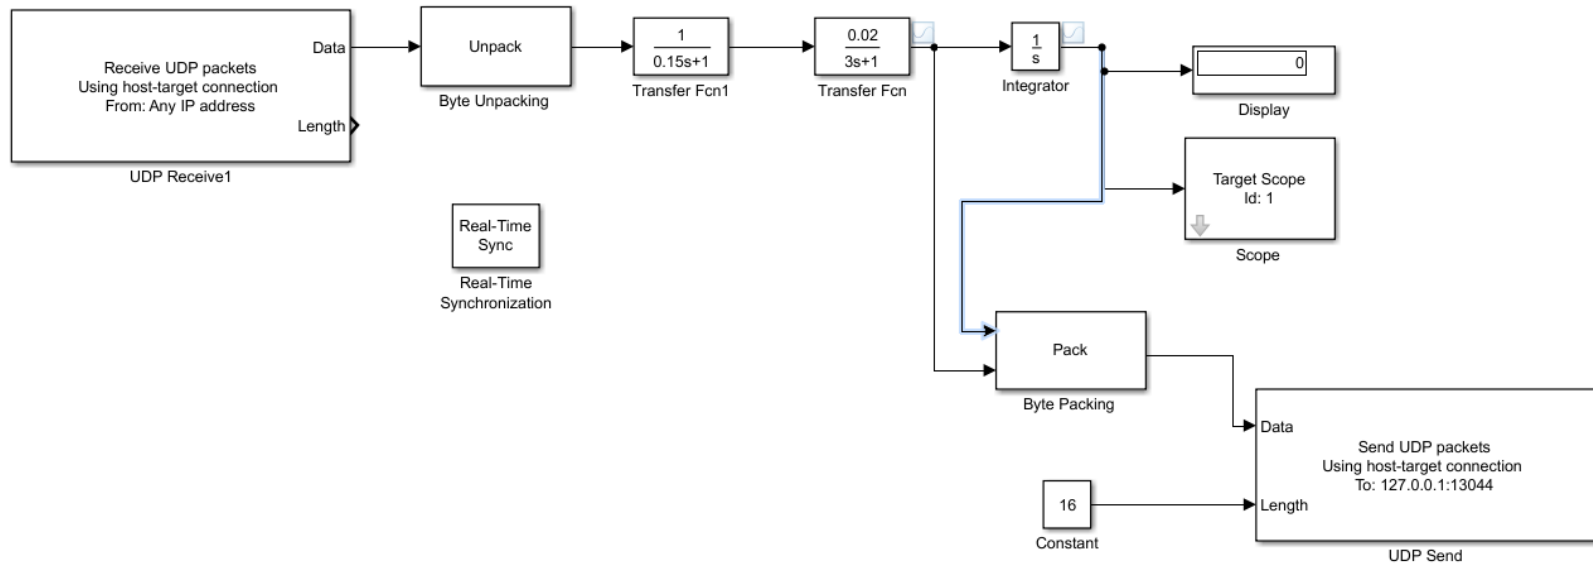 Receive UDP packets
Using host-target connection
From: Any IP address
Data
Length
UDP Receive1
Unpack
Byte Unpacking
1
0.15s+1
Transfer Fcn1
0.02
3s+1
Transfer Fcn
1
s
Integrator
0
Display
Target Scope
Id: 1
Scope
Real-Time
Sync
Real-Time
Synchronization
Pack
Byte Packing
16
Constant
Data
Length
Send UDP packets
Using host-target connection
To: 127.0.0.1:13044
UDP Send